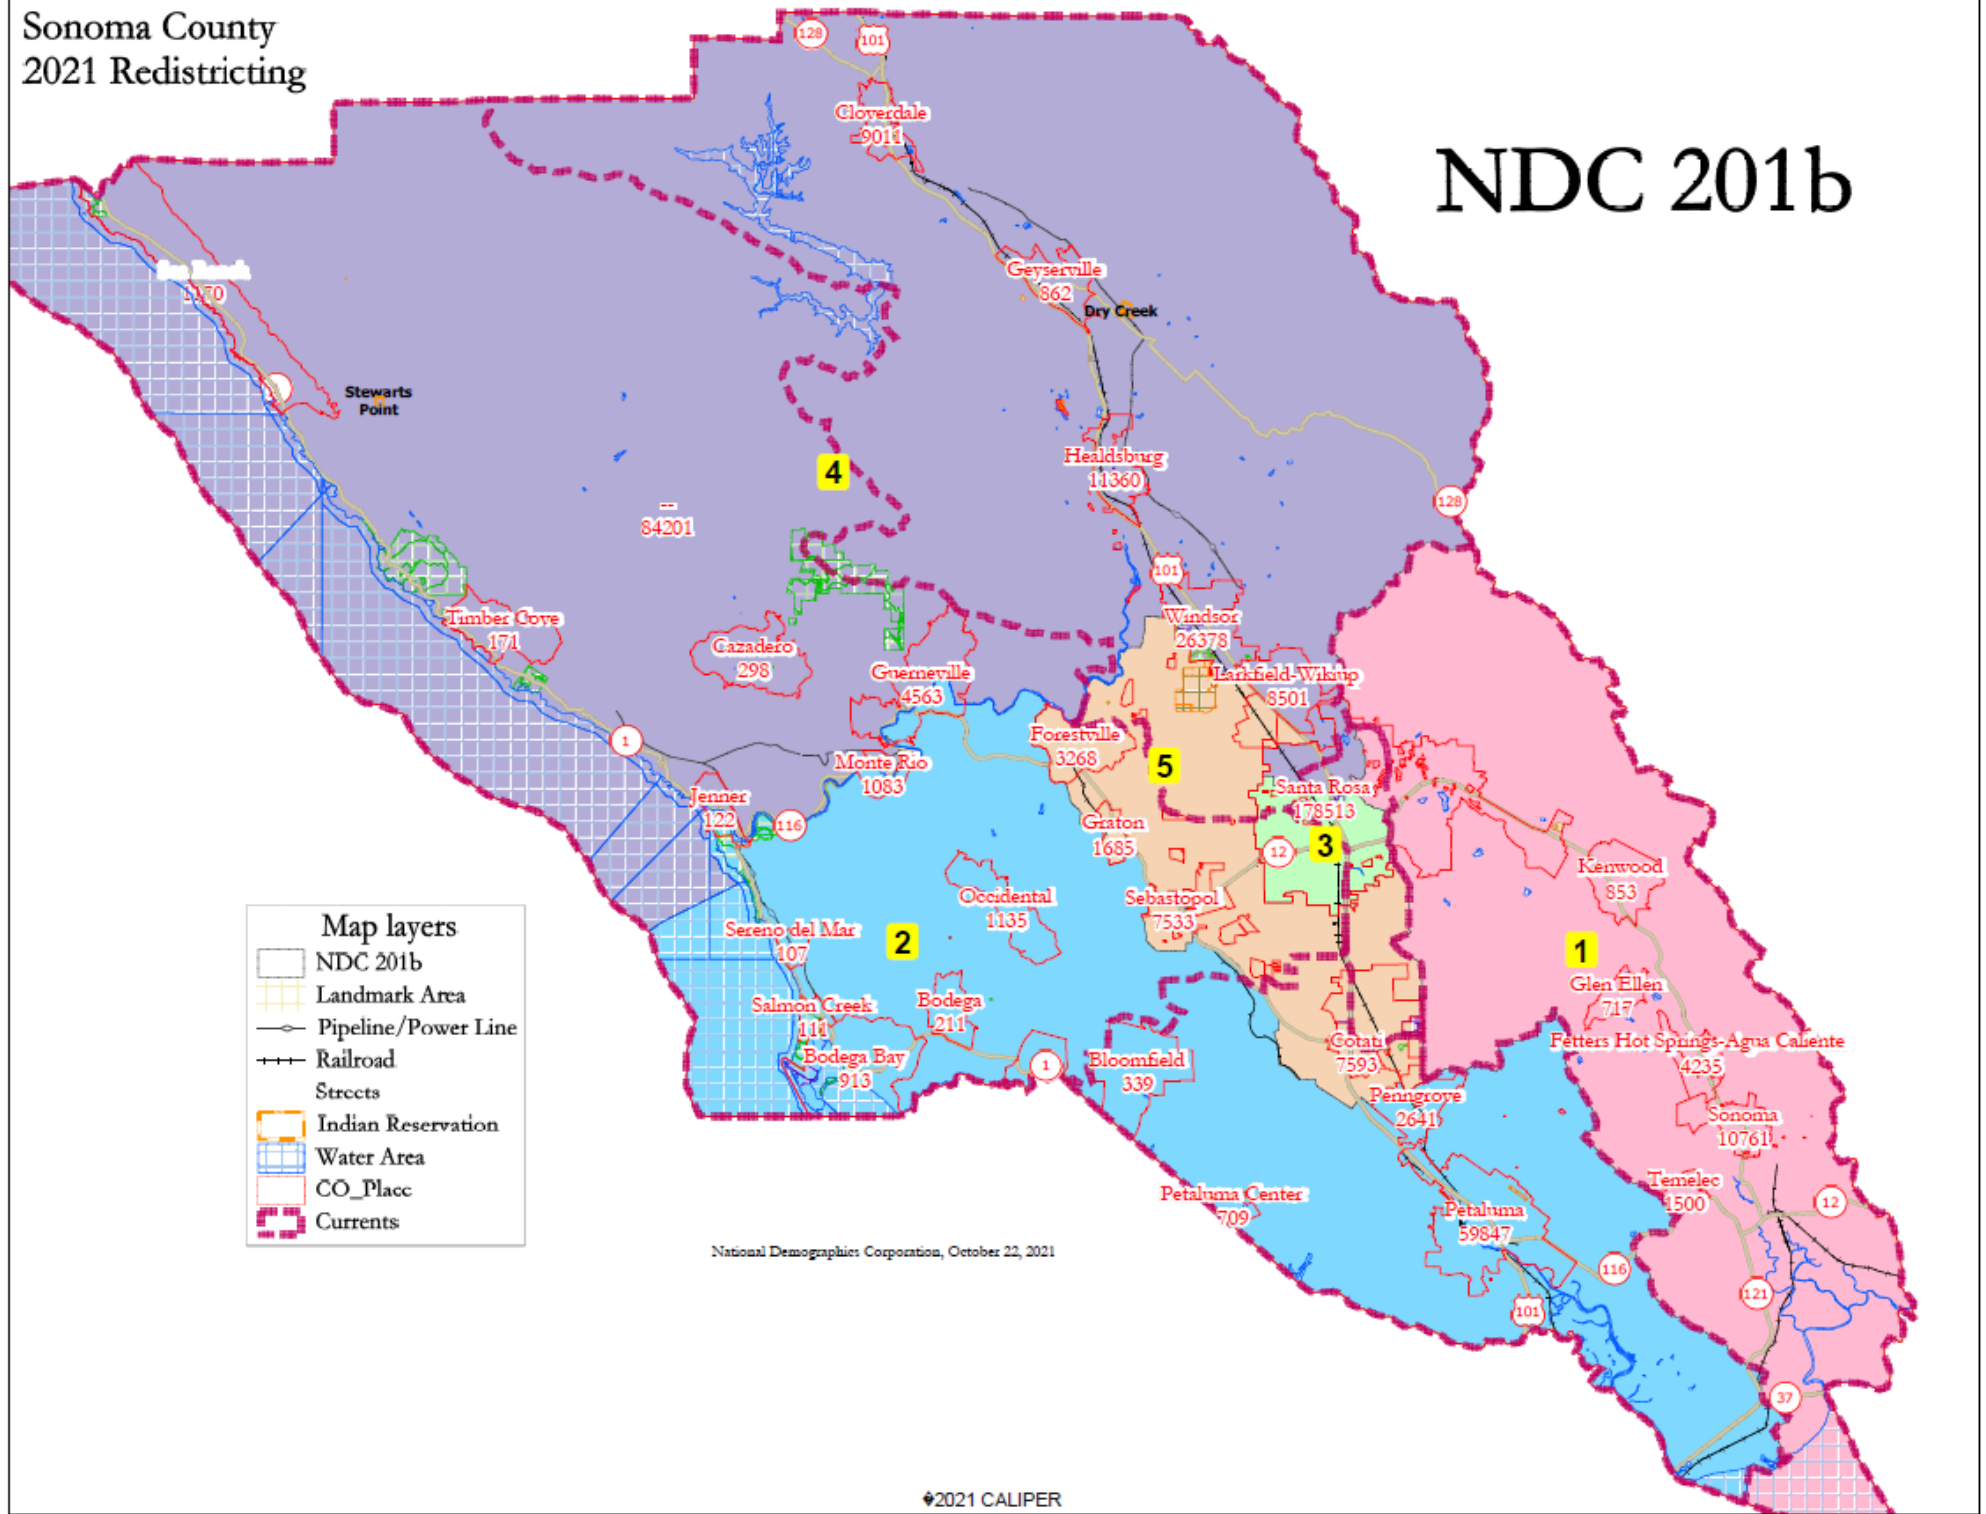 Sonoma County
2021 Redistricting
NDC 201b
128
101
Cloverdale
9011
Sea Ranch
Geyserville
862
Dry Creek
Stewarts
Point
4
Healdsburg
11360
128
--
84201
101
Timber Cove
171
Windsor
26378
Cazadero
298
Guerneville
4563
Larkfield-Wikiup
8501
Forestville
3268
1
Monte Rio
1083
5
Santa Rosa
178513
Jenner
122
116
Graton
1685
3
12
Kenwood
853
Occidental
1135
Sebastopol
7533
Sereno del Mar
107
2
1
Glen Ellen
717
Salmon Creek
111
Bodega
211
Bodega Bay
913
1
Bloomfield
339
Cotati
7593
Fetters Hot Springs-Agua Caliente
4235
Penngrove
2641
Sonoma
10761
Temelec
1500
12
Petaluma Center
709
Petaluma
59847
116
121
101
37
Map layers
NDC 201b
Landmark Area
Pipeline/Power Line
Railroad
Streets
Indian Reservation
Water Area
CO_Place
Currents
National Demographics Corporation, October 22, 2021
�2021 CALIPER